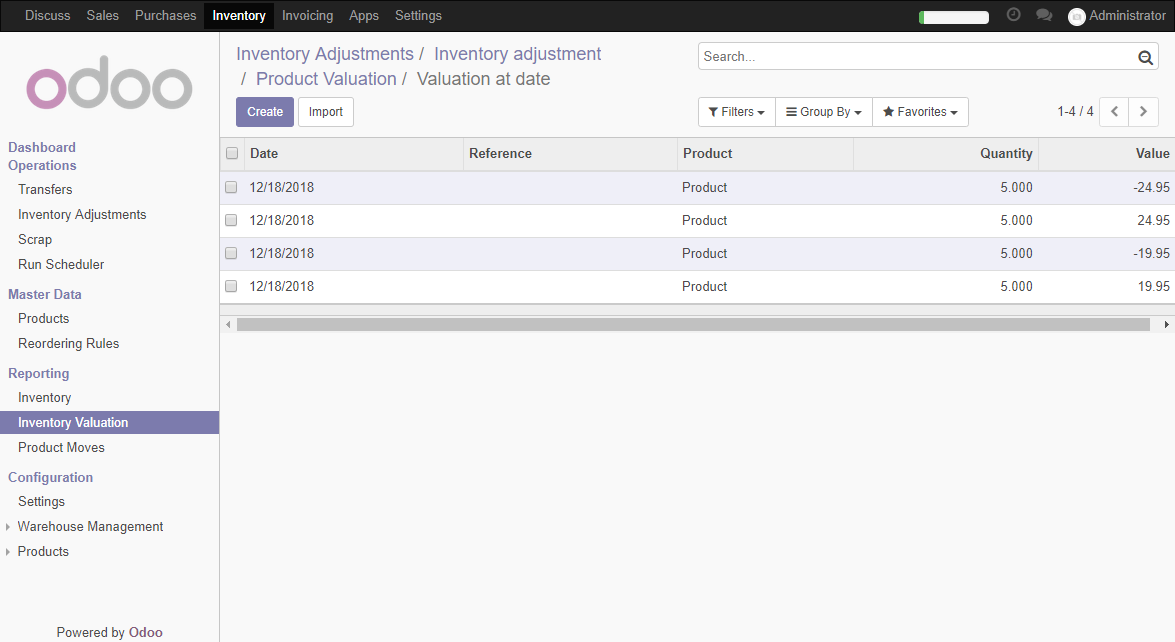 Discuss Sales Purchases Inventory Invoicing Apps Settings Administrator
odoo
Inventory Adjustments / Inventory adjustment
/ Product Valuation / Valuation at date
Search...
Create Import
Filters Group By Favorites 1-4 / 4
Dashboard
Operations
Transfers
Inventory Adjustments
Scrap
Run Scheduler
Master Data
Products
Reordering Rules
Reporting
Inventory
Inventory Valuation
Product Moves
Configuration
Settings
Warehouse Management
Products
Powered by Odoo
Date Reference Product Quantity Value
12/18/2018 Product 5.000 -24.95
12/18/2018 Product 5.000 24.95
12/18/2018 Product 5.000 -19.95
12/18/2018 Product 5.000 19.95